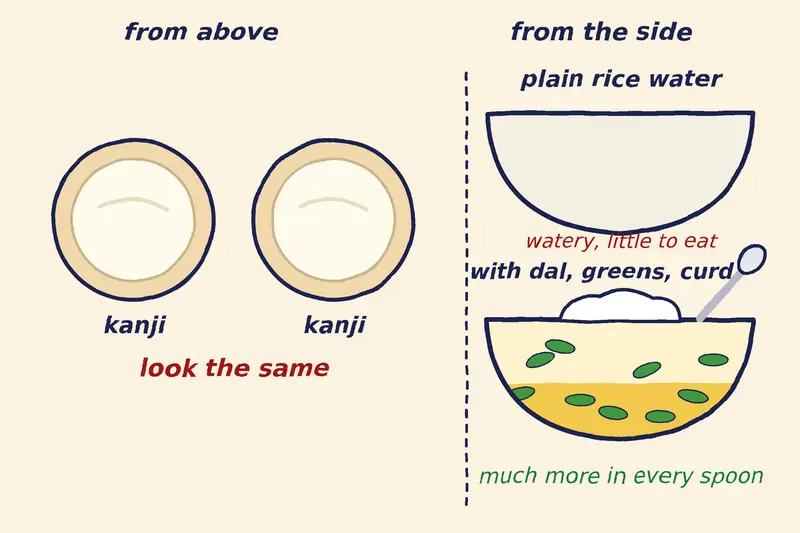 from above
kanji
kanji
look the same
from the side
plain rice water
watery, little to eat
with dal, greens, curd
much more in every spoon